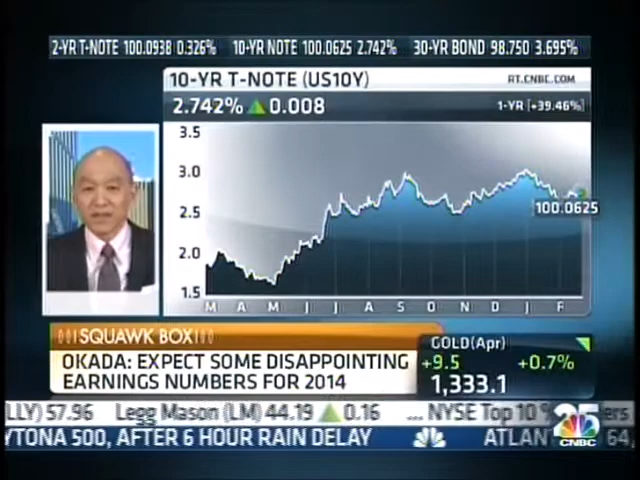 2-YR T-NOTE 100.0938 0.326% 10-YR NOTE 100.0625 2.742% 30-YR BOND 98.750 3.695%
10-YR T-NOTE (US10Y) RT.CNBC.COM
2.742% 0.008 1-YR [+39.46%]
3.5
3.0
2.5
2.0
1.5
100.0625
M A M J J A S O N D J F
SQUAWK BOX
OKADA: EXPECT SOME DISAPPOINTING
EARNINGS NUMBERS FOR 2014
GOLD(Apr)
+9.5 +0.7%
1,333.1
LLY) 57.96 Legg Mason (LM) 44.19 0.16 ... NYSE Top 10 %
YTONA 500, AFTER 6 HOUR RAIN DELAY ATLAN 64,
25
CNBC